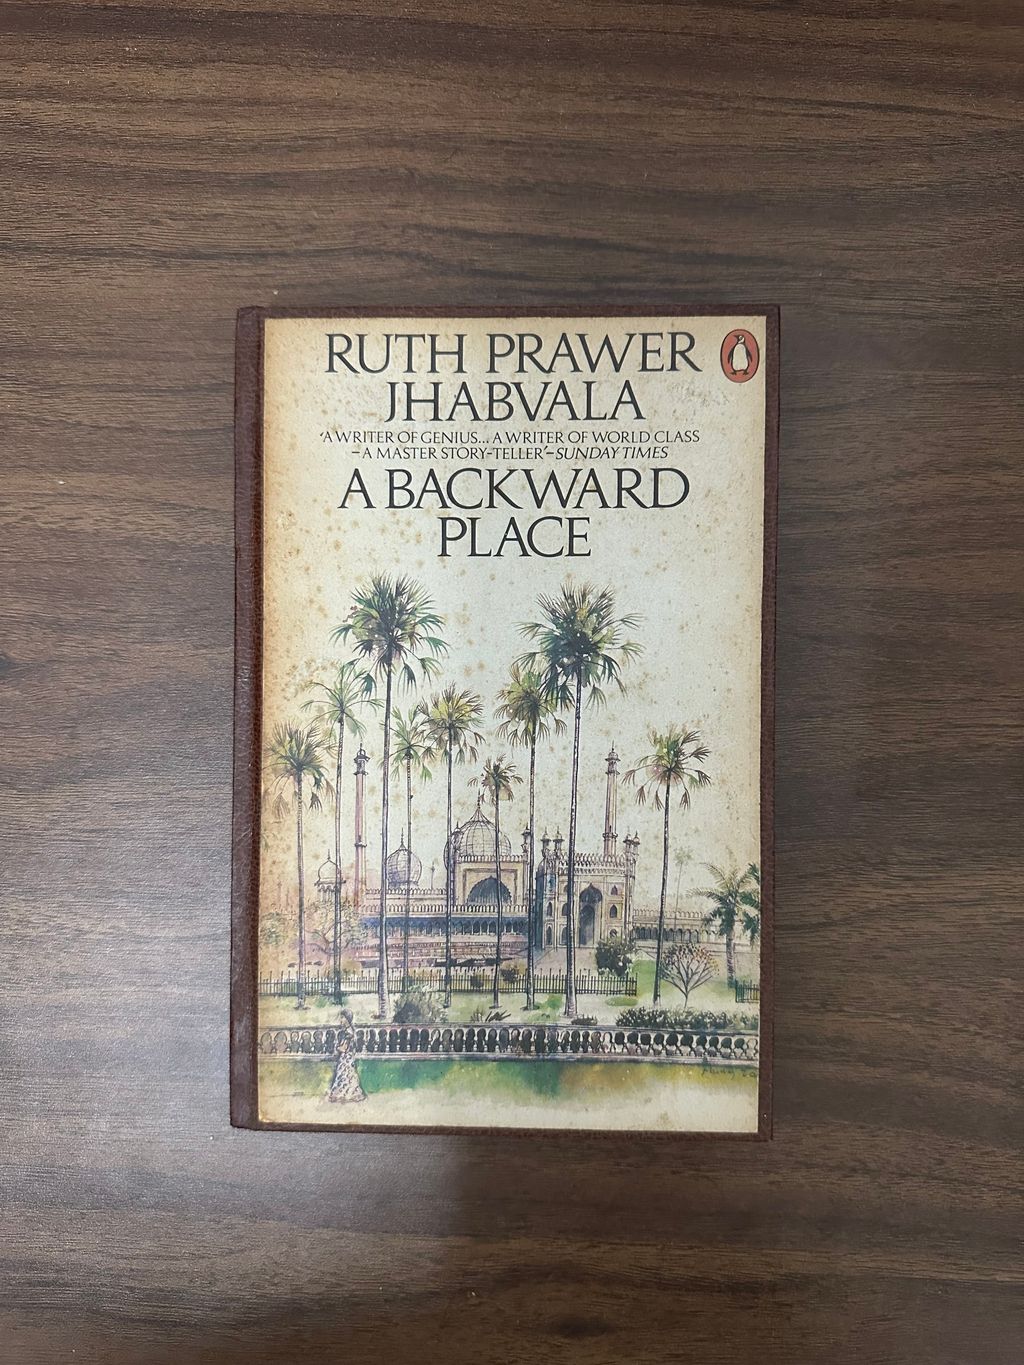 RUTH PRAWER
JHABVALA
'A WRITER OF GENIUS... A WRITER OF WORLD CLASS
– A MASTER STORY-TELLER' – SUNDAY TIMES
A BACKWARD
PLACE